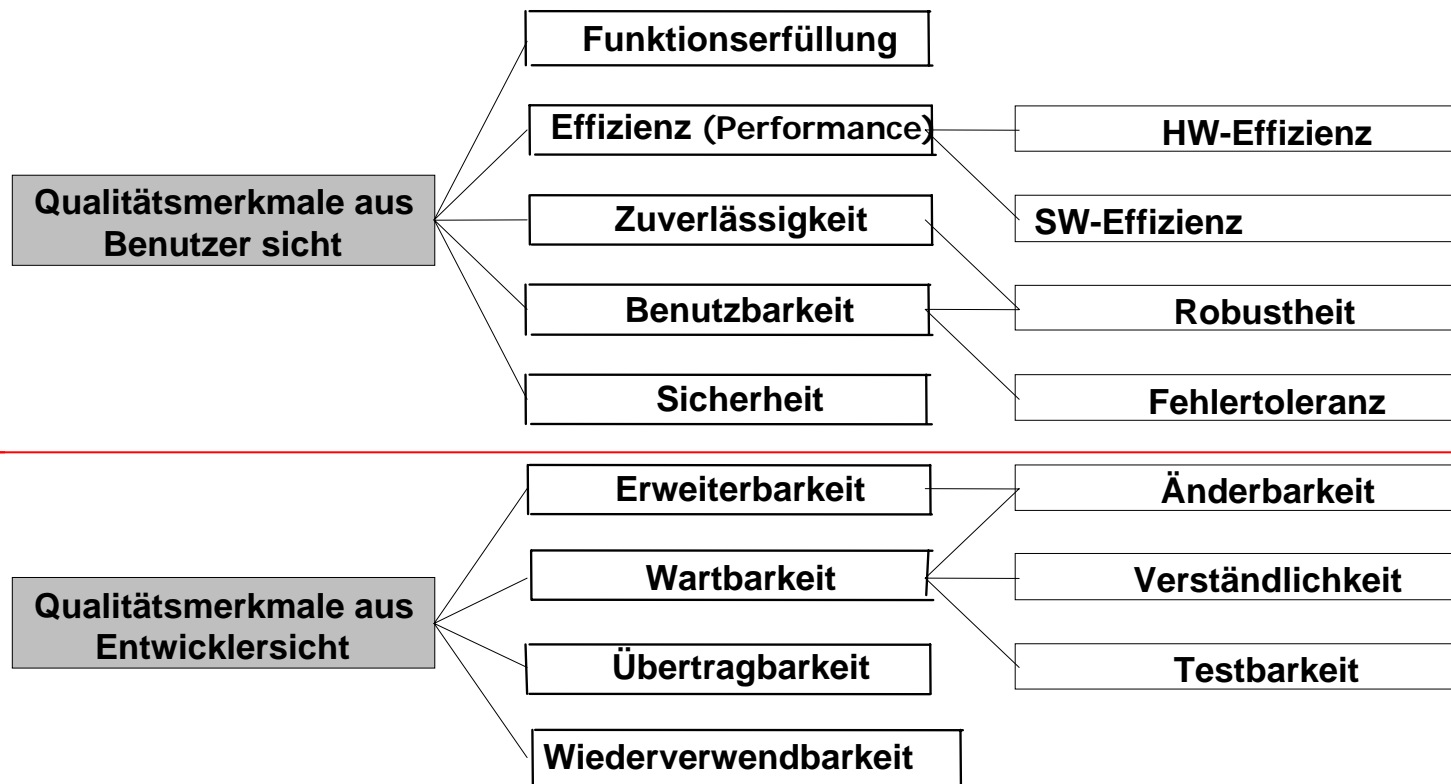 Funktionserfüllung
Effizienz (Performance)
HW-Effizienz
Qualitätsmerkmale aus
Benutzer sicht
Zuverlässigkeit
SW-Effizienz
Benutzbarkeit
Robustheit
Sicherheit
Fehlertoleranz
Erweiterbarkeit
Änderbarkeit
Qualitätsmerkmale aus
Entwicklersicht
Wartbarkeit
Verständlichkeit
Übertragbarkeit
Testbarkeit
Wiederverwendbarkeit